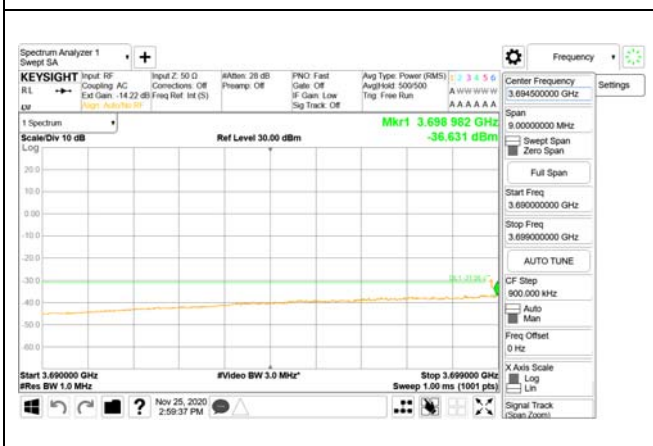 Spectrum Analyzer 1
Swept SA
Frequency
KEYSIGHT
RL
Input: RF
Coupling: AC
Ext Gain: -14.22 dB
Align: Auto/No RF
Input Z: 50 Ω
Corrections: Off
Freq Ref: Int (S)
#Atten: 28 dB
Preamp: Off
PNO: Fast
Gate: Off
IF Gain: Low
Sig Track: Off
Avg Type: Power (RMS)
Avg|Hold: 500/500
Trig: Free Run
1 2 3 4 5 6
A W W W W W
A A A A A A
1 Spectrum
Scale/Div 10 dB
Log
Ref Level 30.00 dBm
Mkr1 3.698 982 GHz
-36.631 dBm
20.0
10.0
0.00
-10.0
-20.0
-30.0
-40.0
-50.0
-60.0
Start 3.690000 GHz
#Res BW 1.0 MHz
#Video BW 3.0 MHz*
Stop 3.699000 GHz
Sweep 1.00 ms (1001 pts)
Nov 25, 2020
2:59:37 PM
Center Frequency
3.694500000 GHz
Settings
Span
9.00000000 MHz
Swept Span
Zero Span
Full Span
Start Freq
3.690000000 GHz
Stop Freq
3.699000000 GHz
AUTO TUNE
CF Step
900.000 kHz
Auto
Man
Freq Offset
0 Hz
X Axis Scale
Log
Lin
Signal Track
(Span Zoom)